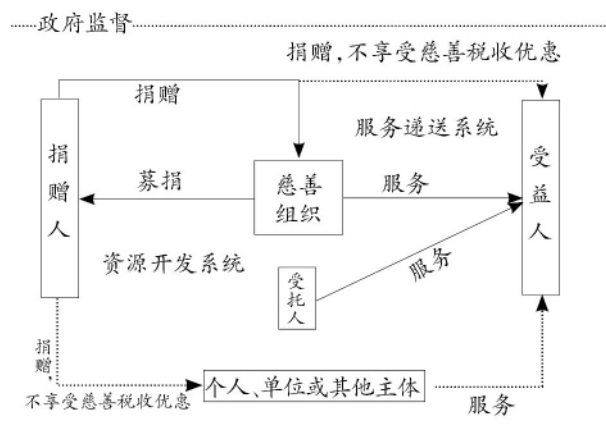 政府监督
捐赠,不享受慈善税收优惠
捐赠
服务递送系统
捐赠人
募捐
慈善
组织
服务
受益人
资源开发系统
受托人
服务
捐赠,
不享受慈善税收优惠
个人、单位或其他主体
服务